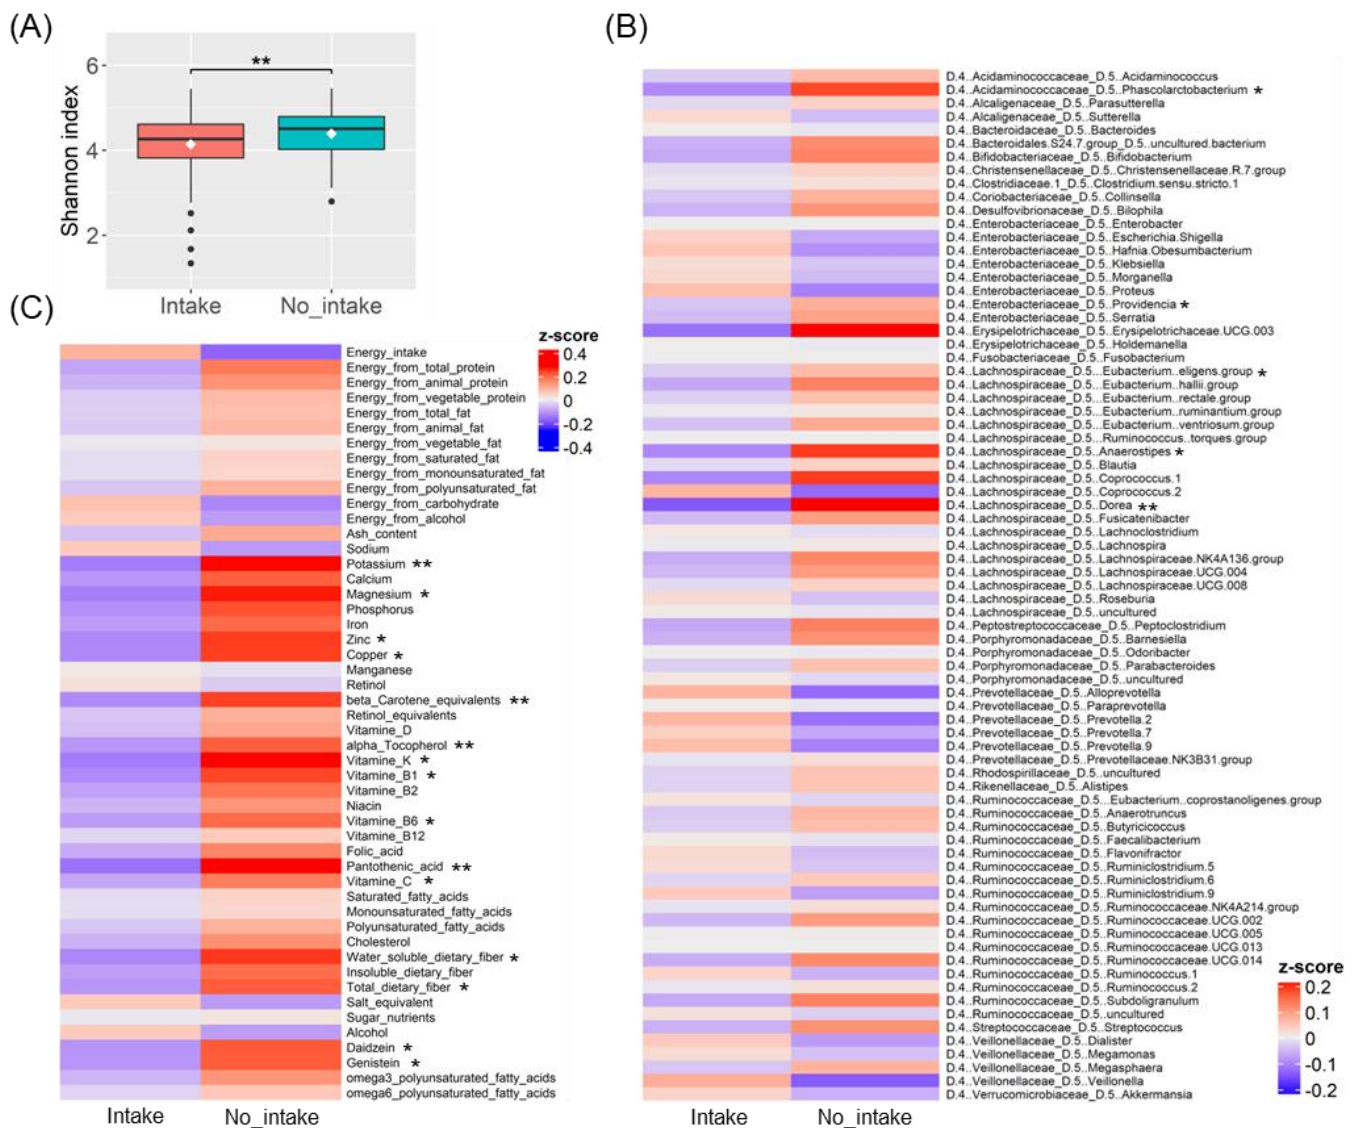 (A)
Shannon index
6
4
2
**
Intake
No_intake
(B)
D.4..Acidaminococcaceae_D.5..Acidaminococcus
D.4..Acidaminococcaceae_D.5..Phascolarctobacterium *
D.4..Alcaligenaceae_D.5..Parasutterella
D.4..Alcaligenaceae_D.5..Sutterella
D.4..Bacteroidaceae_D.5..Bacteroides
D.4..Bacteroidales.S24.7.group_D.5..uncultured.bacterium
D.4..Bifidobacteriaceae_D.5..Bifidobacterium
D.4..Christensenellaceae_D.5..Christensenellaceae.R.7.group
D.4..Clostridiaceae.1_D.5..Clostridium.sensu.stricto.1
D.4..Coriobacteriaceae_D.5..Collinsella
D.4..Desulfovibrionaceae_D.5..Bilophila
D.4..Enterobacteriaceae_D.5..Enterobacter
D.4..Enterobacteriaceae_D.5..Escherichia.Shigella
D.4..Enterobacteriaceae_D.5..Hafnia.Obesumbacterium
D.4..Enterobacteriaceae_D.5..Klebsiella
D.4..Enterobacteriaceae_D.5..Morganella
D.4..Enterobacteriaceae_D.5..Proteus
D.4..Enterobacteriaceae_D.5..Providencia *
D.4..Enterobacteriaceae_D.5..Serratia
D.4..Erysipelotrichaceae_D.5..Erysipelotrichaceae.UCG.003
D.4..Erysipelotrichaceae_D.5..Holdemanella
D.4..Fusobacteriaceae_D.5..Fusobacterium
D.4..Lachnospiraceae_D.5...Eubacterium..eligens.group *
D.4..Lachnospiraceae_D.5...Eubacterium..hallii.group
D.4..Lachnospiraceae_D.5...Eubacterium..rectale.group
D.4..Lachnospiraceae_D.5...Eubacterium..ruminantium.group
D.4..Lachnospiraceae_D.5...Eubacterium..ventriosum.group
D.4..Lachnospiraceae_D.5...Ruminococcus..torques.group
D.4..Lachnospiraceae_D.5..Anaerostipes *
D.4..Lachnospiraceae_D.5..Blautia
D.4..Lachnospiraceae_D.5..Coprococcus.1
D.4..Lachnospiraceae_D.5..Coprococcus.2
D.4..Lachnospiraceae_D.5..Dorea **
D.4..Lachnospiraceae_D.5..Fusicatenibacter
D.4..Lachnospiraceae_D.5..Lachnoclostridium
D.4..Lachnospiraceae_D.5..Lachnospira
D.4..Lachnospiraceae_D.5..Lachnospiraceae.NK4A136.group
D.4..Lachnospiraceae_D.5..Lachnospiraceae.UCG.004
D.4..Lachnospiraceae_D.5..Lachnospiraceae.UCG.008
D.4..Lachnospiraceae_D.5..Roseburia
D.4..Lachnospiraceae_D.5..uncultured
D.4..Peptostreptococcaceae_D.5..Peptoclostridium
D.4..Porphyromonadaceae_D.5..Barnesiella
D.4..Porphyromonadaceae_D.5..Odoribacter
D.4..Porphyromonadaceae_D.5..Parabacteroides
D.4..Porphyromonadaceae_D.5..uncultured
D.4..Prevotellaceae_D.5..Alloprevotella
D.4..Prevotellaceae_D.5..Paraprevotella
D.4..Prevotellaceae_D.5..Prevotella.2
D.4..Prevotellaceae_D.5..Prevotella.7
D.4..Prevotellaceae_D.5..Prevotella.9
D.4..Prevotellaceae_D.5..Prevotellaceae.NK3B31.group
D.4..Rhodospirillaceae_D.5..uncultured
D.4..Rikenellaceae_D.5..Alistipes
D.4..Ruminococcaceae_D.5...Eubacterium..coprostanoligenes.group
D.4..Ruminococcaceae_D.5..Anaerotruncus
D.4..Ruminococcaceae_D.5..Butyricicoccus
D.4..Ruminococcaceae_D.5..Faecalibacterium
D.4..Ruminococcaceae_D.5..Flavonifractor
D.4..Ruminococcaceae_D.5..Ruminiclostridium.5
D.4..Ruminococcaceae_D.5..Ruminiclostridium.6
D.4..Ruminococcaceae_D.5..Ruminiclostridium.9
D.4..Ruminococcaceae_D.5..Ruminococcaceae.NK4A214.group
D.4..Ruminococcaceae_D.5..Ruminococcaceae.UCG.002
D.4..Ruminococcaceae_D.5..Ruminococcaceae.UCG.005
D.4..Ruminococcaceae_D.5..Ruminococcaceae.UCG.013
D.4..Ruminococcaceae_D.5..Ruminococcaceae.UCG.014
D.4..Ruminococcaceae_D.5..Ruminococcus.1
D.4..Ruminococcaceae_D.5..Ruminococcus.2
D.4..Ruminococcaceae_D.5..Subdoligranulum
D.4..Ruminococcaceae_D.5..uncultured
D.4..Streptococcaceae_D.5..Streptococcus
D.4..Veillonellaceae_D.5..Dialister
D.4..Veillonellaceae_D.5..Megamonas
D.4..Veillonellaceae_D.5..Megasphaera
D.4..Veillonellaceae_D.5..Veillonella
D.4..Verrucomicrobiaceae_D.5..Akkermansia
z-score
0.2
0.1
0
-0.1
-0.2
Intake
No_intake
(C)
z-score
0.4
0.2
0
-0.2
-0.4
Energy_intake
Energy_from_total_protein
Energy_from_animal_protein
Energy_from_vegetable_protein
Energy_from_total_fat
Energy_from_animal_fat
Energy_from_vegetable_fat
Energy_from_saturated_fat
Energy_from_monounsaturated_fat
Energy_from_polyunsaturated_fat
Energy_from_carbohydrate
Energy_from_alcohol
Ash_content
Sodium
Potassium **
Calcium
Magnesium *
Phosphorus
Iron
Zinc *
Copper *
Manganese
Retinol
beta_Carotene_equivalents **
Retinol_equivalents
Vitamine_D
alpha_Tocopherol **
Vitamine_K *
Vitamine_B1 *
Vitamine_B2
Niacin
Vitamine_B6 *
Vitamine_B12
Folic_acid
Pantothenic_acid **
Vitamine_C *
Saturated_fatty_acids
Monounsaturated_fatty_acids
Polyunsaturated_fatty_acids
Cholesterol
Water_soluble_dietary_fiber *
Insoluble_dietary_fiber
Total_dietary_fiber *
Salt_equivalent
Sugar_nutrients
Alcohol
Daidzein *
Genistein *
omega3_polyunsaturated_fatty_acids
omega6_polyunsaturated_fatty_acids
Intake
No_intake